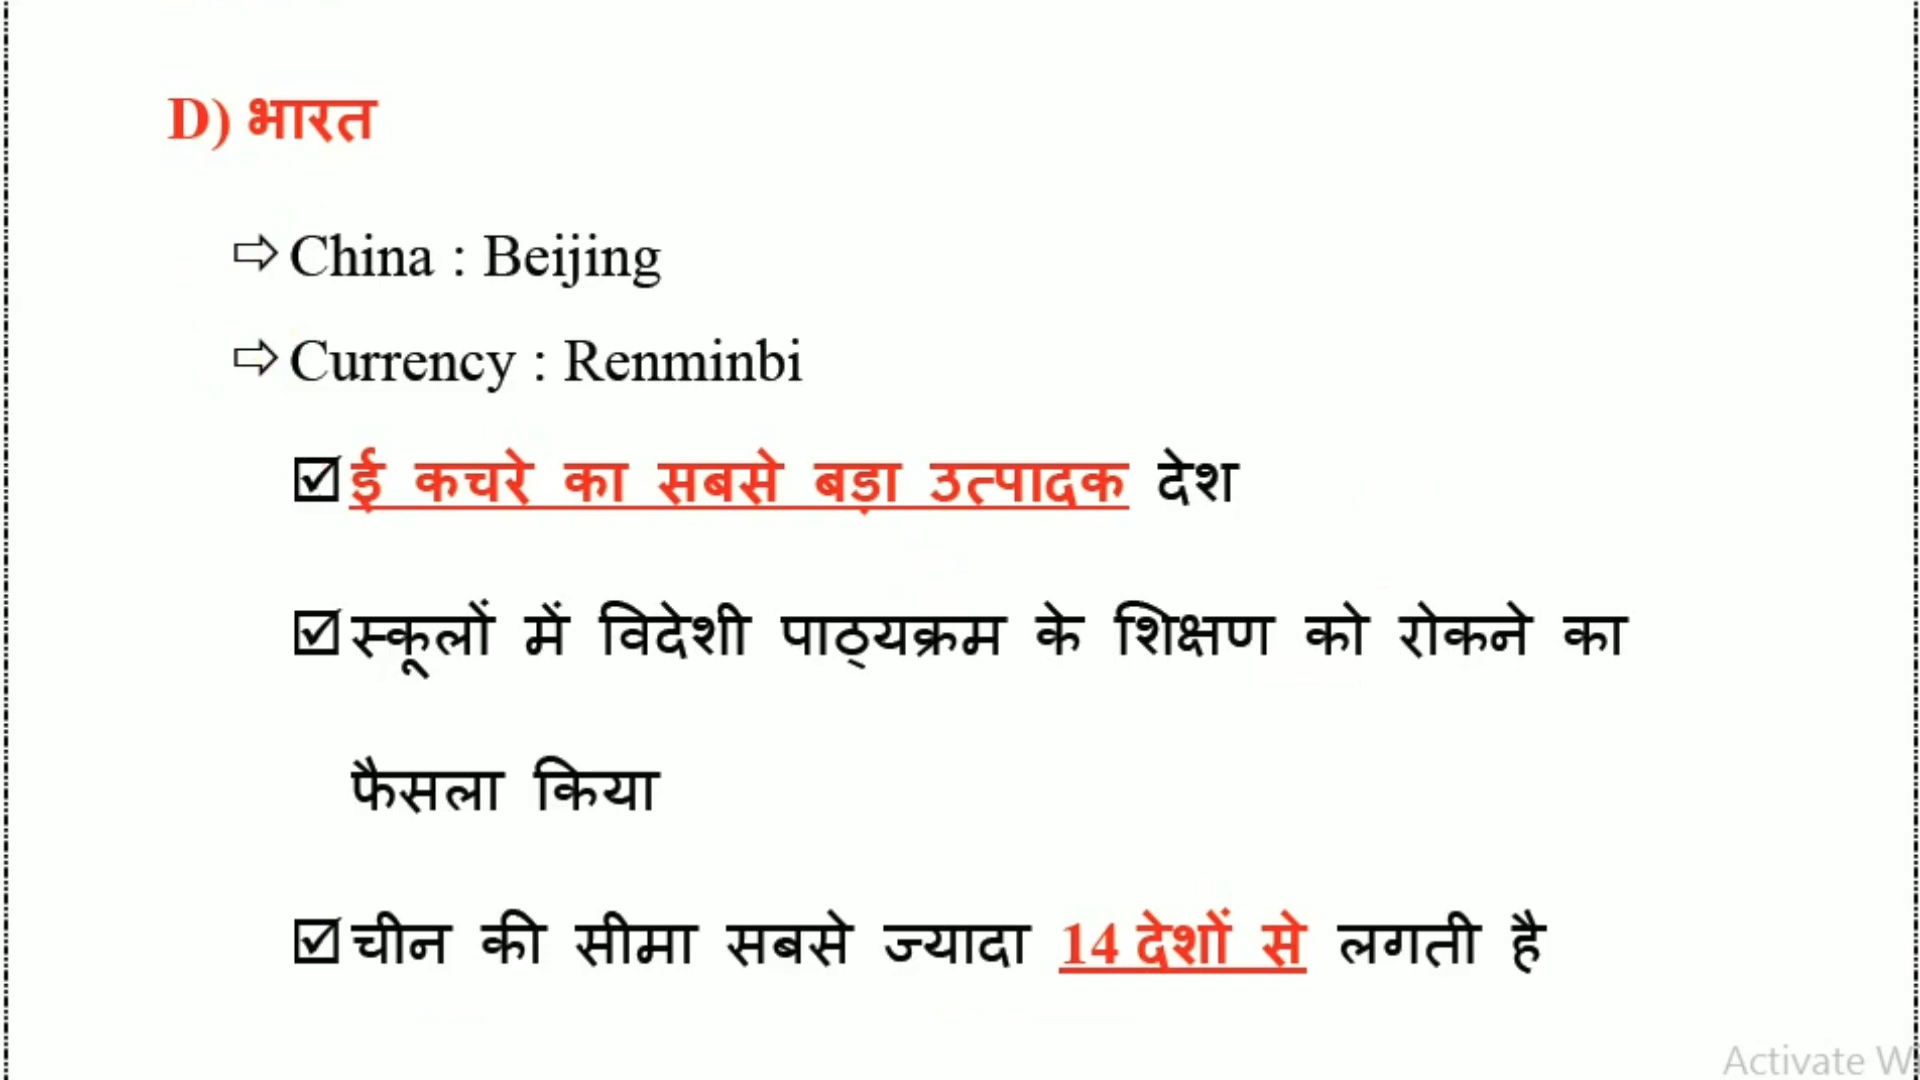 D) भारत
China : Beijing
Currency : Renminbi
ई कचरे का सबसे बड़ा उत्पादक देश
स्कूलों में विदेशी पाठ्यक्रम के शिक्षण को रोकने का
फैसला किया
चीन की सीमा सबसे ज्यादा 14 देशों से लगती है
Activate W